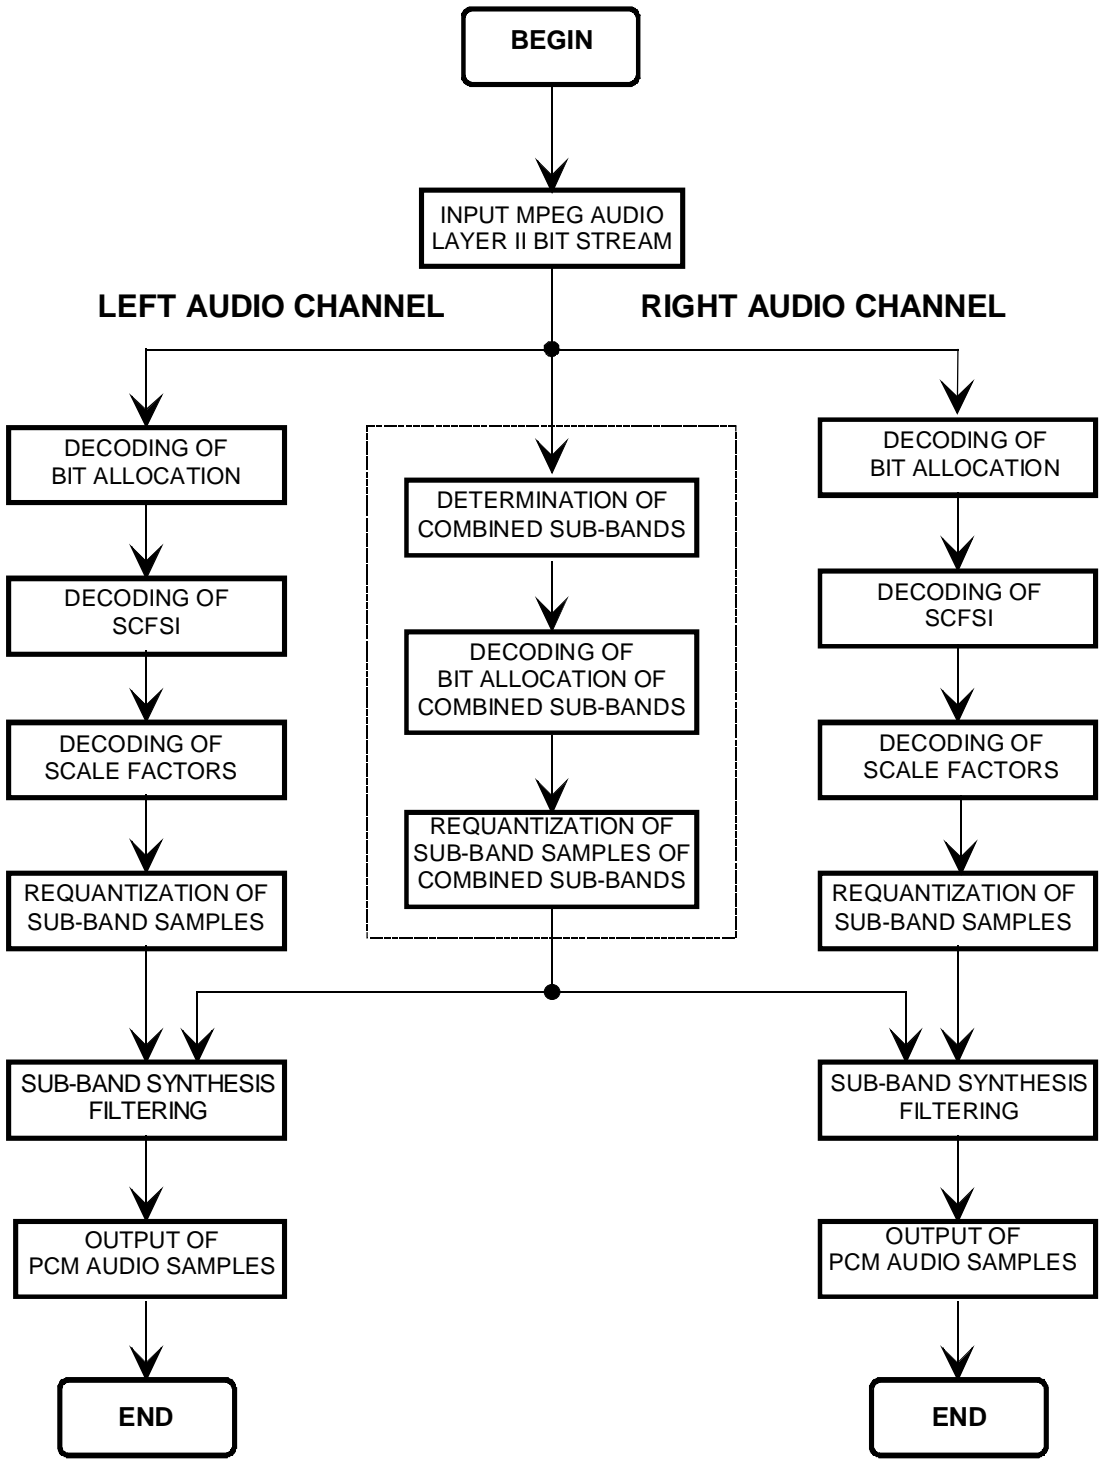 BEGIN
INPUT MPEG AUDIO
LAYER II BIT STREAM
LEFT AUDIO CHANNEL
RIGHT AUDIO CHANNEL
DECODING OF
BIT ALLOCATION
DECODING OF
SCFSI
DECODING OF
SCALE FACTORS
REQUANTIZATION OF
SUB-BAND SAMPLES
SUB-BAND SYNTHESIS
FILTERING
OUTPUT OF
PCM AUDIO SAMPLES
END
DETERMINATION OF
COMBINED SUB-BANDS
DECODING OF
BIT ALLOCATION OF
COMBINED SUB-BANDS
REQUANTIZATION OF
SUB-BAND SAMPLES OF
COMBINED SUB-BANDS
DECODING OF
BIT ALLOCATION
DECODING OF
SCFSI
DECODING OF
SCALE FACTORS
REQUANTIZATION OF
SUB-BAND SAMPLES
SUB-BAND SYNTHESIS
FILTERING
OUTPUT OF
PCM AUDIO SAMPLES
END